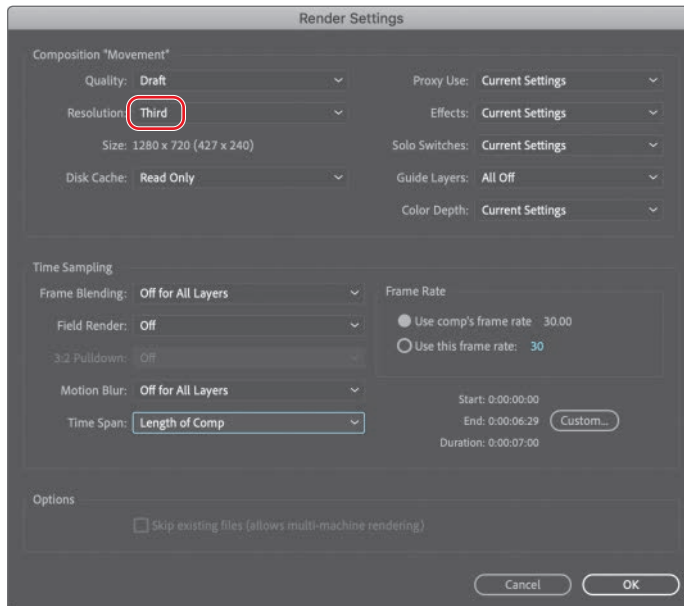 Render Settings
Composition "Movement"
Quality: Draft
Resolution: Third
Size: 1280 x 720 (427 x 240)
Disk Cache: Read Only
Proxy Use: Current Settings
Effects: Current Settings
Solo Switches: Current Settings
Guide Layers: All Off
Color Depth: Current Settings
Time Sampling
Frame Blending: Off for All Layers
Field Render: Off
3:2 Pulldown: Off
Motion Blur: Off for All Layers
Time Span: Length of Comp
Frame Rate
Use comp's frame rate 30.00
Use this frame rate: 30
Start: 0:00:00:00
End: 0:00:06:29 Custom...
Duration: 0:00:07:00
Options
Skip existing files (allows multi-machine rendering)
Cancel OK